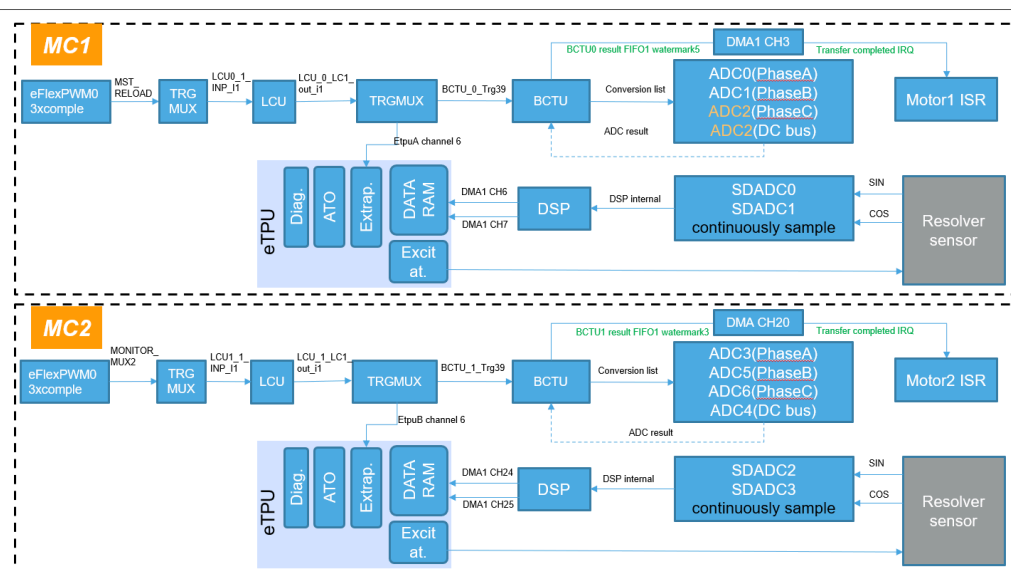 MC1
eFlexPWM0
3xcomple
MST_
RELOAD
TRG
MUX
LCU0_1_
INP_I1
LCU
LCU_0_LC1_
out_i1
TRGMUX
BCTU_0_Trg39
BCTU
BCTU0 result FIFO1 watermark5
DMA1 CH3
Transfer completed IRQ
Conversion list
ADC0(PhaseA)
ADC1(PhaseB)
ADC2(PhaseC)
ADC2(DC bus)
Motor1 ISR
ADC result
EtpuA channel 6
eTPU
Diag.
ATO
Extrap.
DATA
RAM
Excit
at.
DMA1 CH6
DMA1 CH7
DSP
DSP internal
SDADC0
SDADC1
continuously sample
SIN
COS
Resolver
sensor
MC2
eFlexPWM0
3xcomple
MONITOR_
MUX2
TRG
MUX
LCU1_1_
INP_I1
LCU
LCU_1_LC1_
out_i1
TRGMUX
BCTU_1_Trg39
BCTU
BCTU1 result FIFO1 watermark3
DMA CH20
Transfer completed IRQ
Conversion list
ADC3(PhaseA)
ADC5(PhaseB)
ADC6(PhaseC)
ADC4(DC bus)
Motor2 ISR
ADC result
EtpuB channel 6
eTPU
Diag.
ATO
Extrap.
DATA
RAM
Excit
at.
DMA1 CH24
DMA1 CH25
DSP
DSP internal
SDADC2
SDADC3
continuously sample
SIN
COS
Resolver
sensor